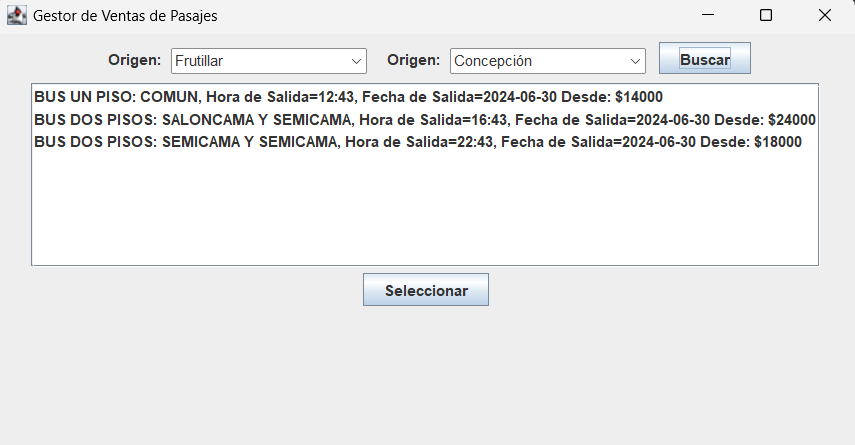 Gestor de Ventas de Pasajes
Origen: Frutillar Origen: Concepción Buscar
BUS UN PISO: COMUN, Hora de Salida=12:43, Fecha de Salida=2024-06-30 Desde: $14000
BUS DOS PISOS: SALONCAMA Y SEMICAMA, Hora de Salida=16:43, Fecha de Salida=2024-06-30 Desde: $24000
BUS DOS PISOS: SEMICAMA Y SEMICAMA, Hora de Salida=22:43, Fecha de Salida=2024-06-30 Desde: $18000
Seleccionar